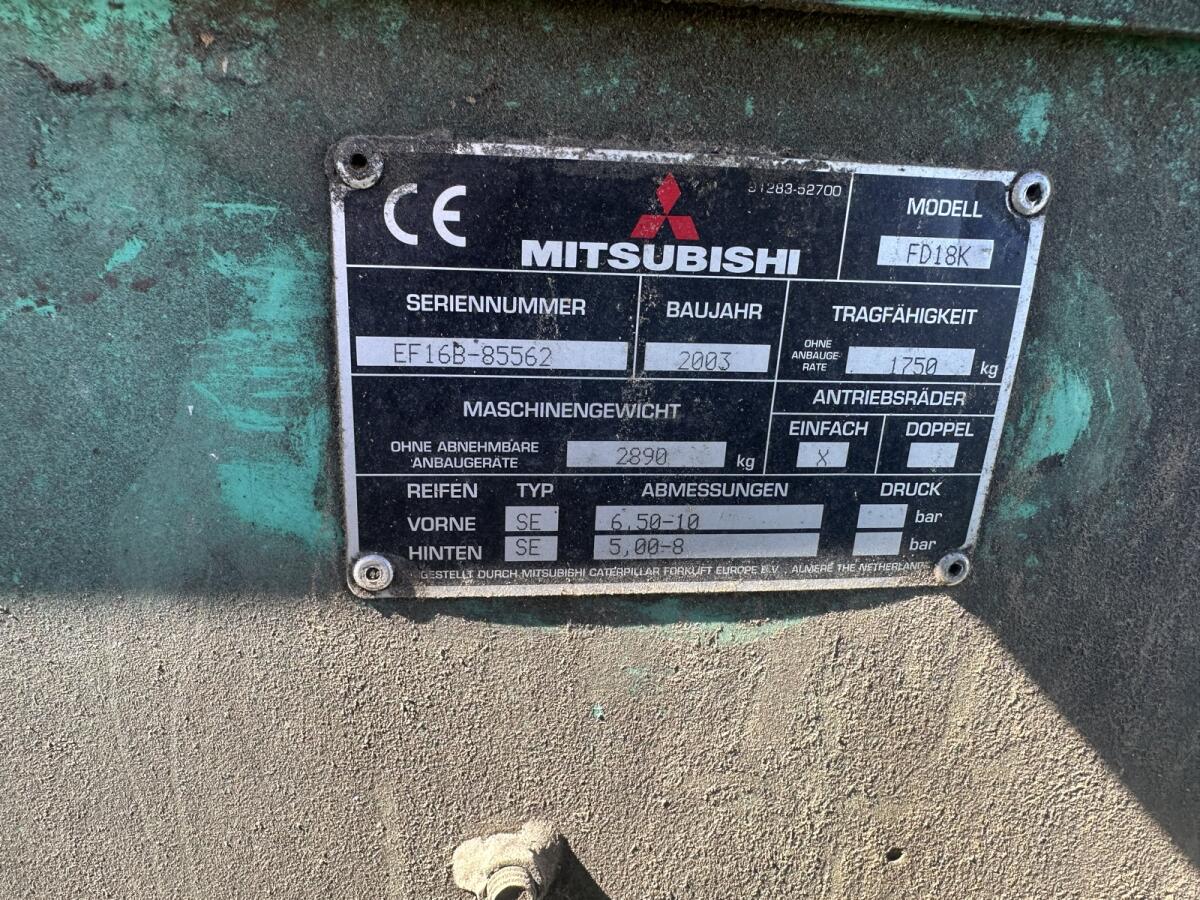 CE
91283-52700
MITSUBISHI
MODELL
FD18K
SERIENNUMMER
EF16B-85562
BAUJAHR
2003
TRAGFÄHIGKEIT
OHNE
ANBAUGE-
RÄTE
1750 kg
MASCHINENGEWICHT
OHNE ABNEHMBARE
ANBAUGERÄTE
2890 kg
ANTRIEBSRÄDER
EINFACH DOPPEL
X
REIFEN TYP ABMESSUNGEN DRUCK
VORNE SE 6,50-10 bar
HINTEN SE 5,00-8 bar
GESTELLT DURCH MITSUBISHI CATERPILLAR FORKLIFT EUROPE B.V., ALMERE THE NETHERLANDS